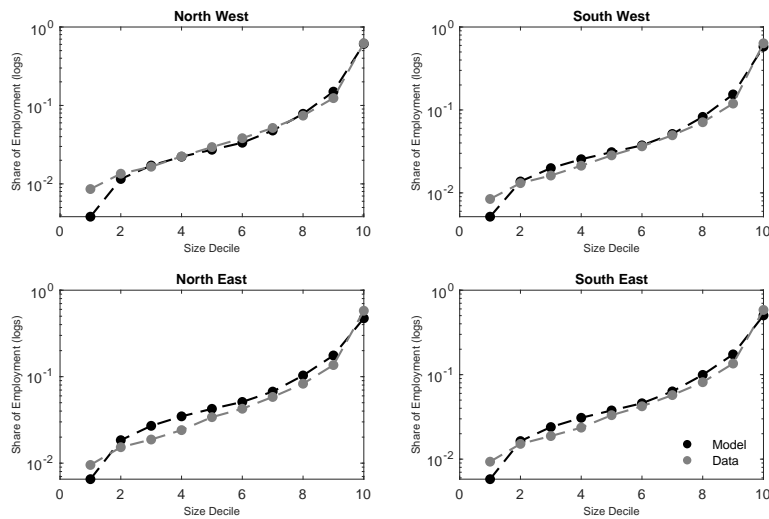 North West
Share of Employment (logs)
10^0
10^-1
10^-2
0 2 4 6 8 10
Size Decile
South West
Share of Employment (logs)
10^0
10^-1
10^-2
0 2 4 6 8 10
Size Decile
North East
Share of Employment (logs)
10^0
10^-1
10^-2
0 2 4 6 8 10
Size Decile
South East
Share of Employment (logs)
10^0
10^-1
10^-2
Model
Data
0 2 4 6 8 10
Size Decile